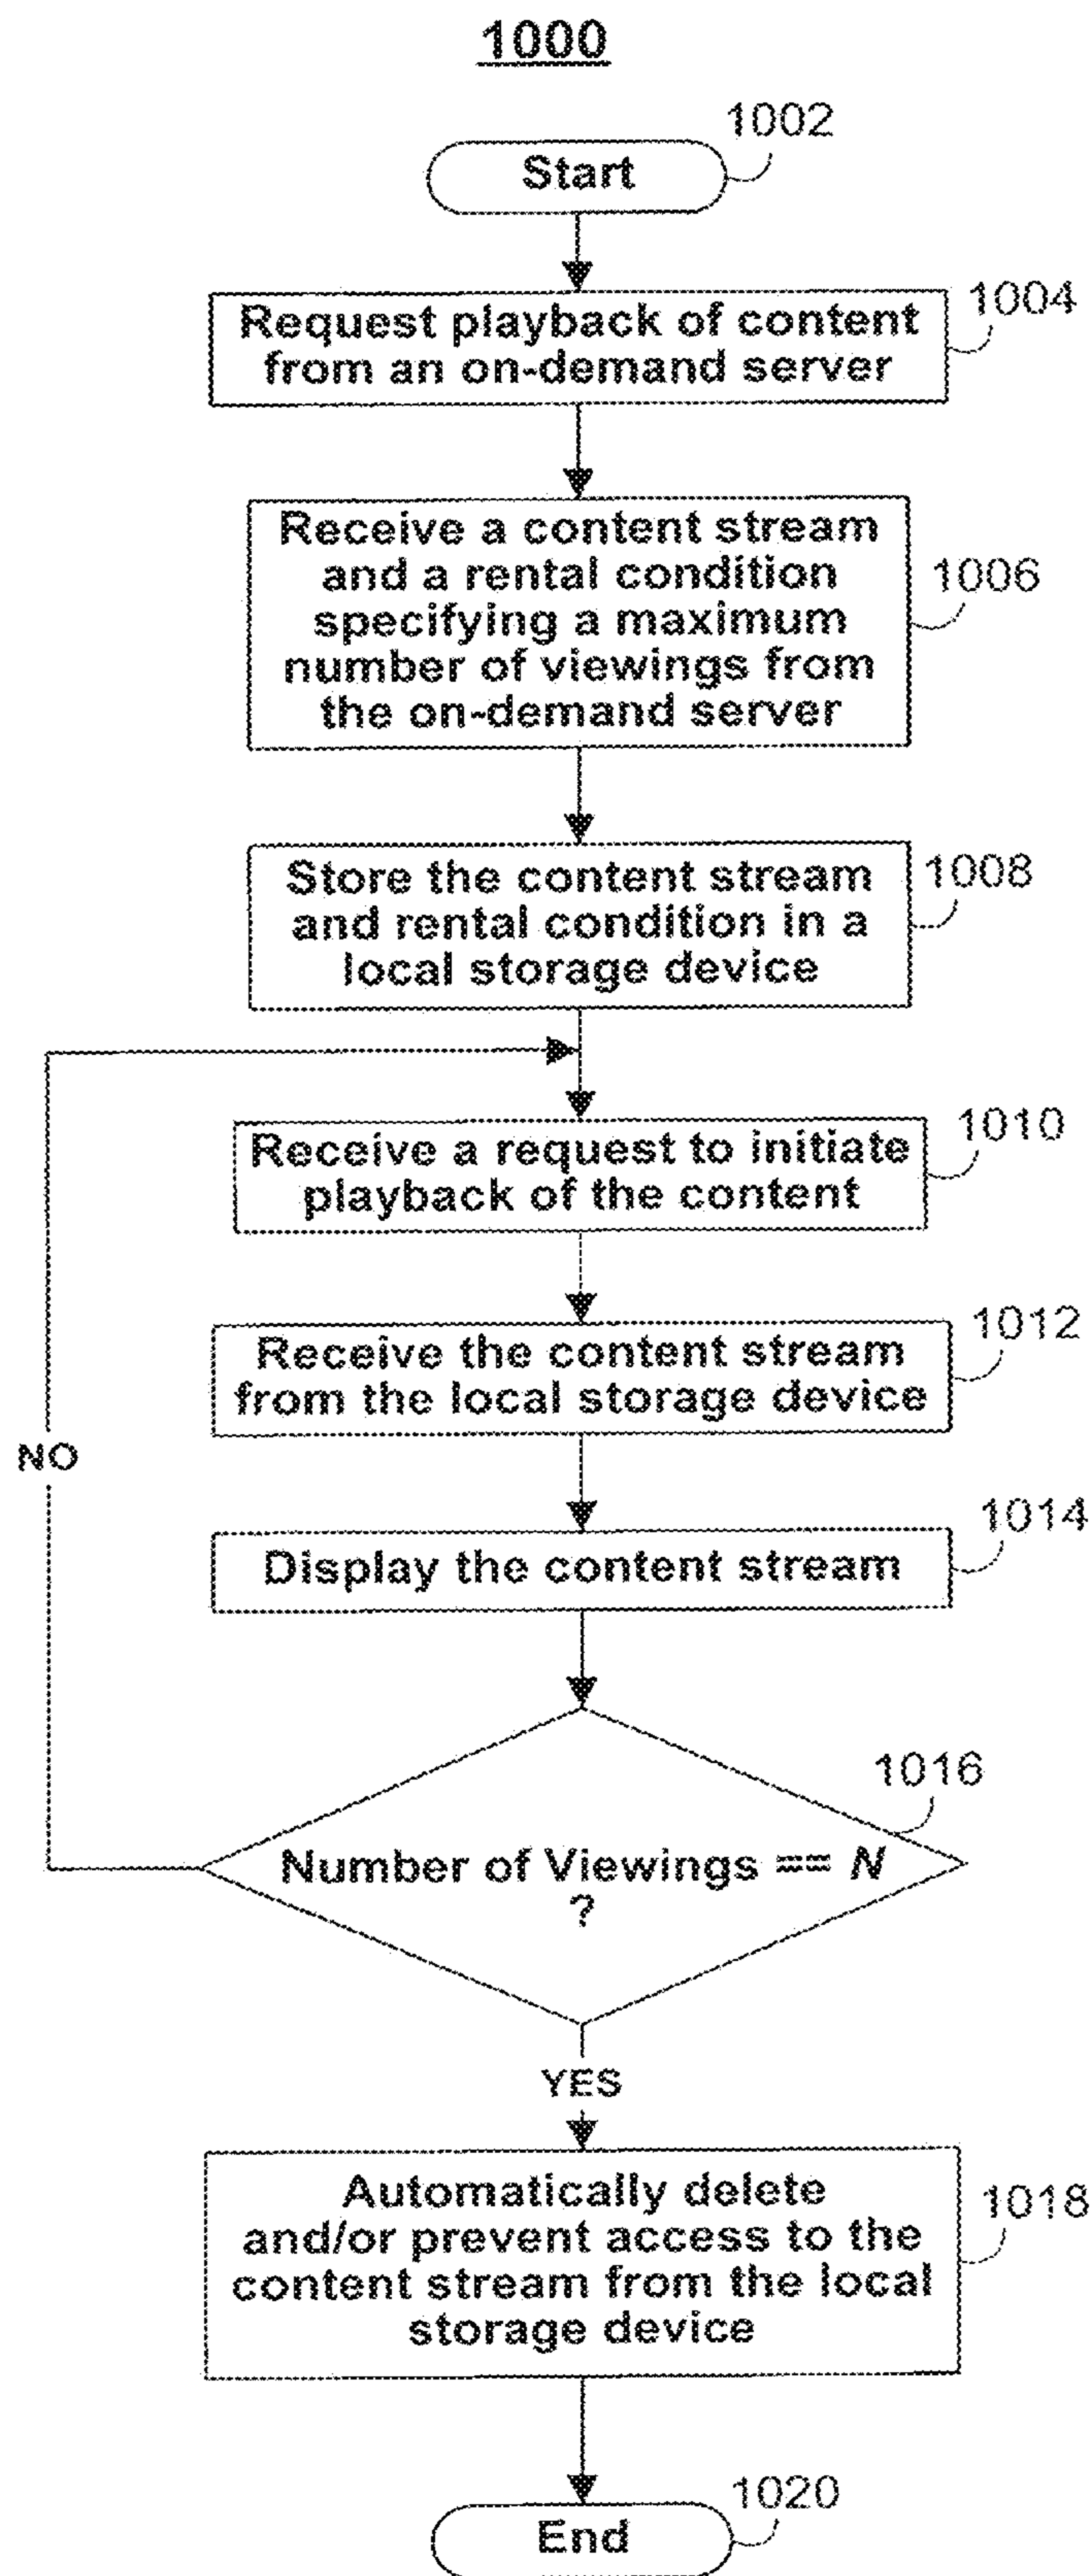 1000
1002
Start
1004
Request playback of content
from an on-demand server
Receive a content stream
and a rental condition
specifying a maximum
number of viewings from
the on-demand server
1006
Store the content stream
and rental condition in a
local storage device
1008
Receive a request to initiate
playback of the content
1010
Receive the content stream
from the local storage device
1012
NO
Display the content stream
1014
1016
Number of Viewings == N
?
YES
Automatically delete
and/or prevent access to the
content stream from the local
storage device
1018
1020
End